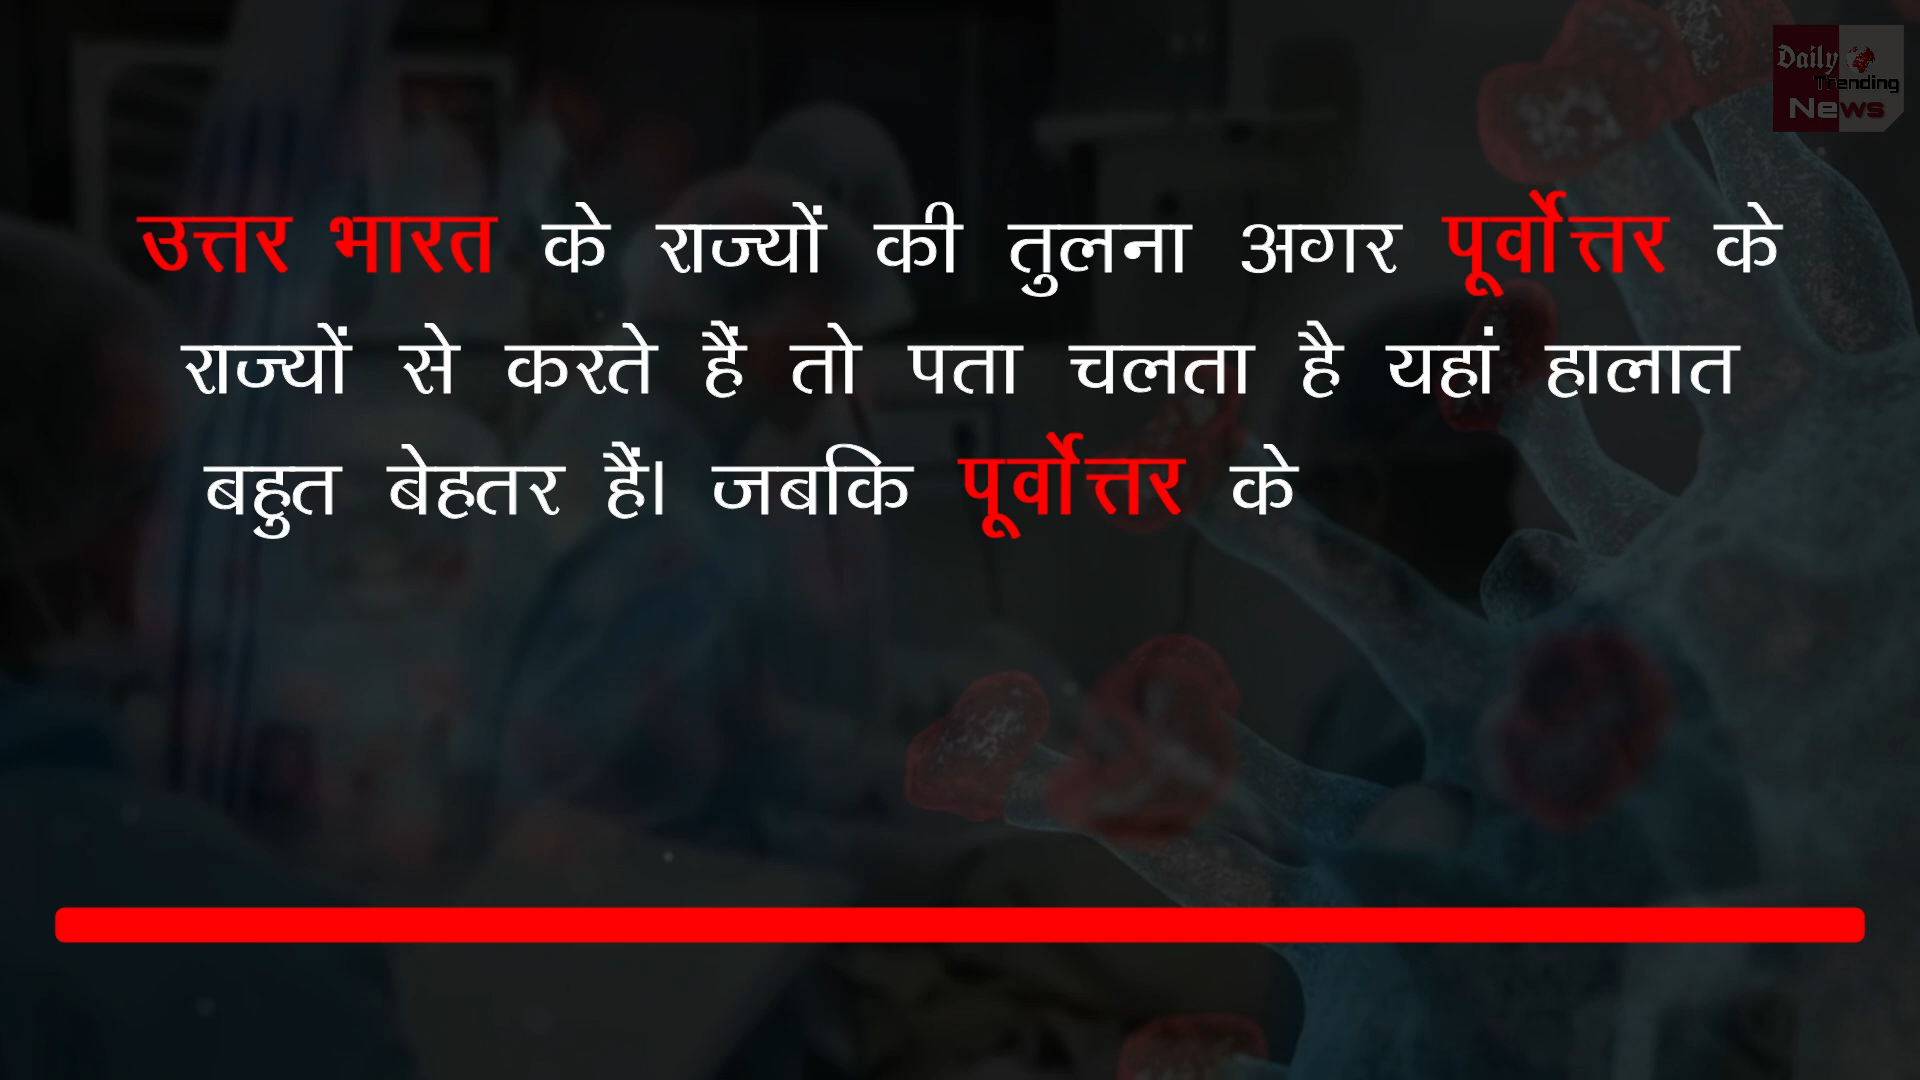 Daily
Trending
News
उत्तर भारत के राज्यों की तुलना अगर पूर्वोत्तर के
राज्यों से करते हैं तो पता चलता है यहां हालात
बहुत बेहतर हैं। जबकि पूर्वोत्तर के